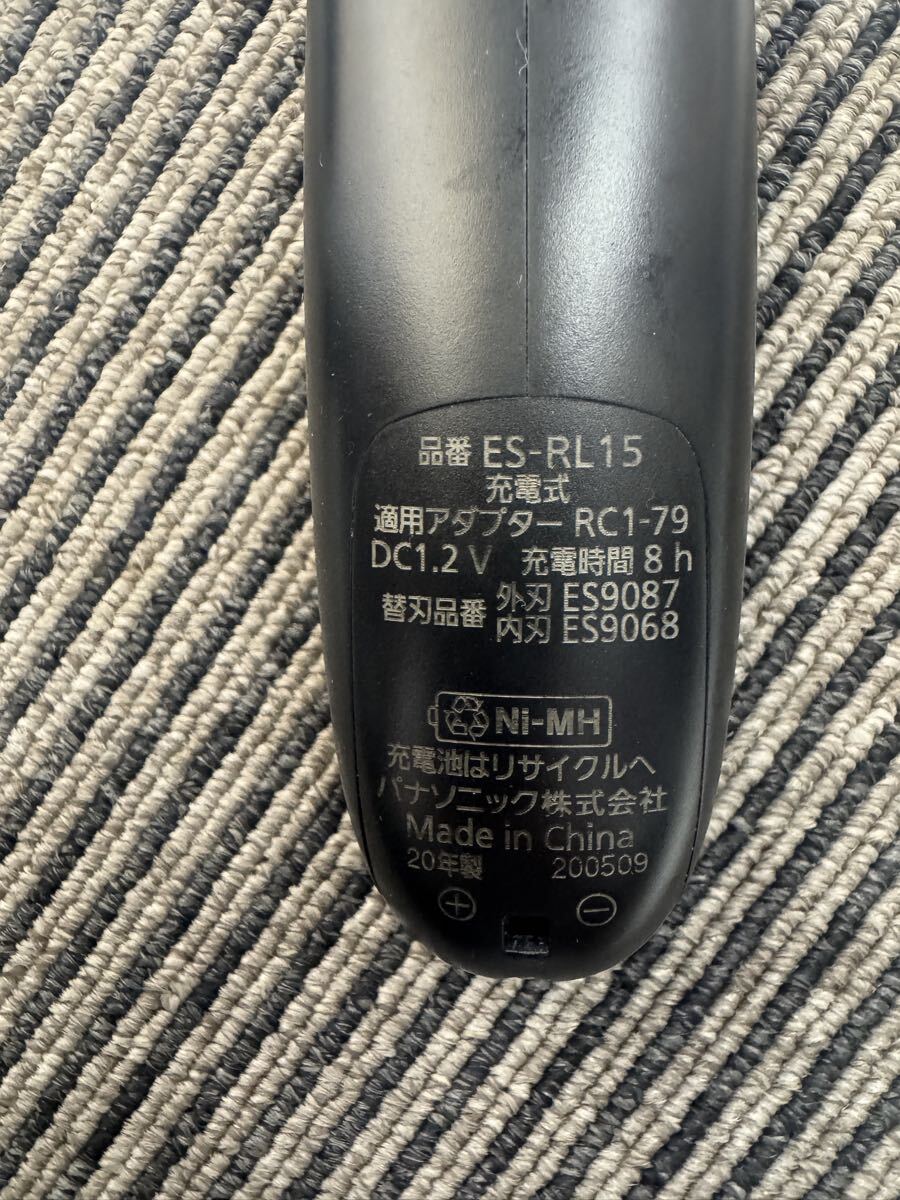 品番 ES-RL15
充電式
適用アダプター RC1-79
DC1.2 V 充電時間 8 h
替刃品番 外刃 ES9087
内刃 ES9068
Ni-MH
充電池はリサイクルへ
パナソニック株式会社
Made in China
20年製 200509
+ −